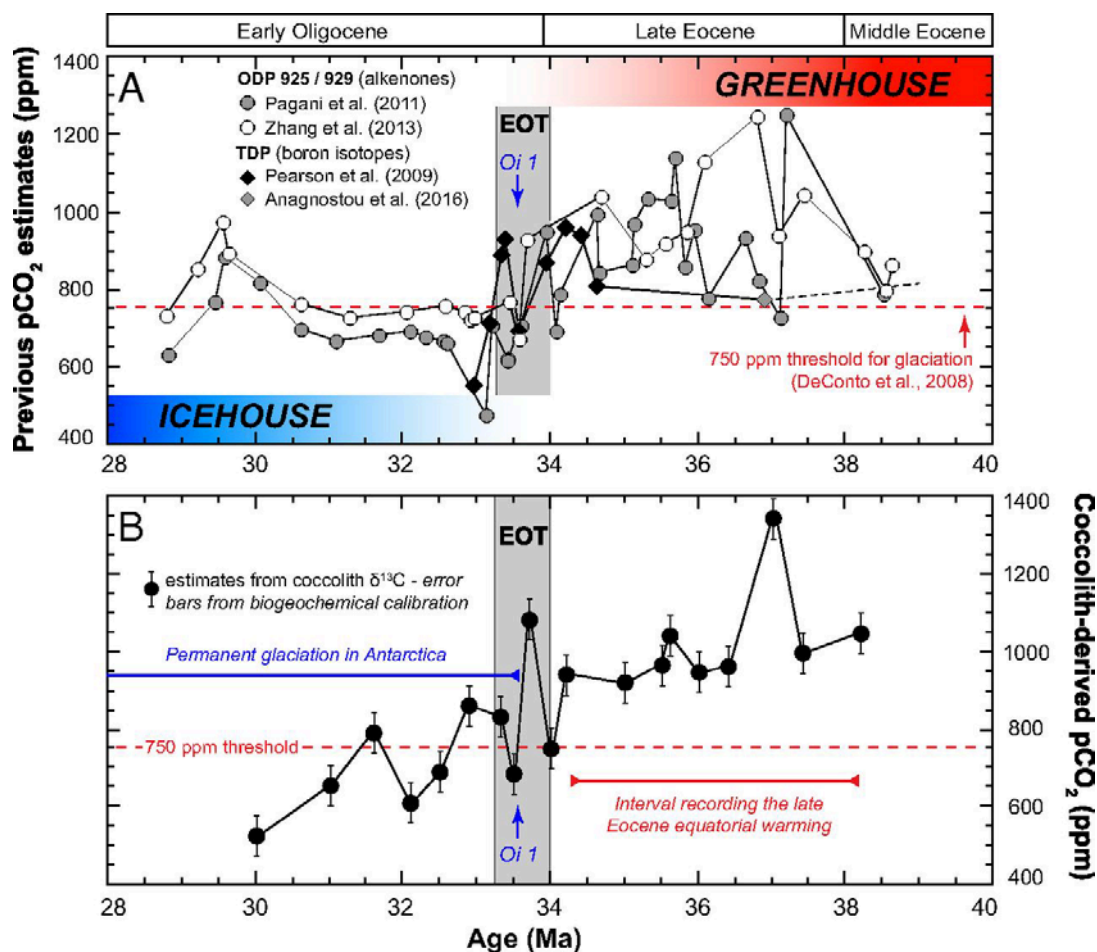 Early Oligocene
Late Eocene
Middle Eocene
A
GREENHOUSE
ODP 925 / 929 (alkenones)
Pagani et al. (2011)
Zhang et al. (2013)
TDP (boron isotopes)
Pearson et al. (2009)
Anagnostou et al. (2016)
EOT
Oi 1
750 ppm threshold for glaciation
(DeConto et al., 2008)
ICEHOUSE
Previous pCO₂ estimates (ppm)
1400
1200
1000
800
600
400
28
30
32
34
36
38
40
B
EOT
estimates from coccolith δ¹³C - error
bars from biogeochemical calibration
Permanent glaciation in Antarctica
750 ppm threshold
Interval recording the late
Eocene equatorial warming
Oi 1
1400
1200
1000
800
600
400
Coccolith-derived pCO₂
(ppm)
28
30
32
34
36
38
40
Age (Ma)